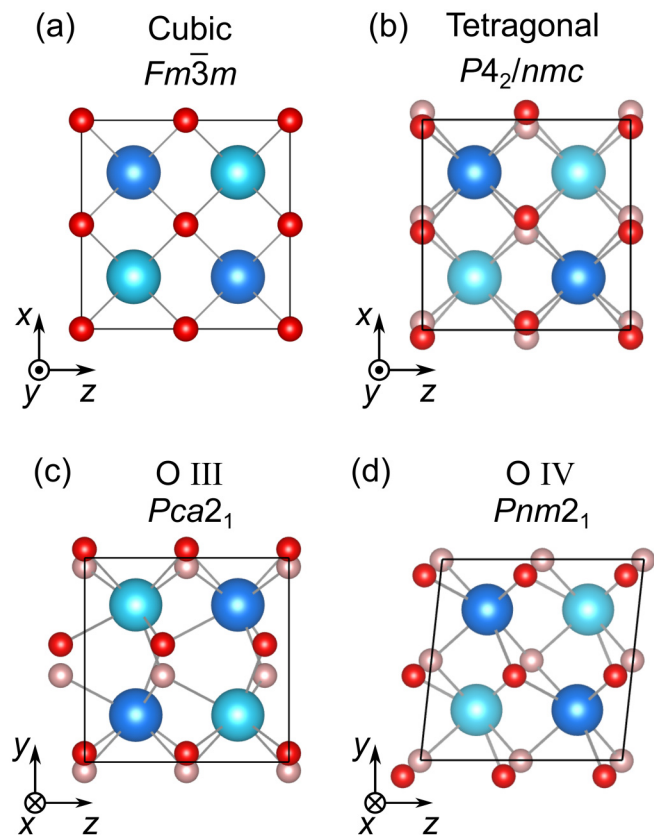 (a) Cubic
Fm3̅m
(b) Tetragonal
P4₂/nmc
x
y z
x
y z
(c) O III
Pca2₁
(d) O IV
Pnm2₁
y
x z
y
x z